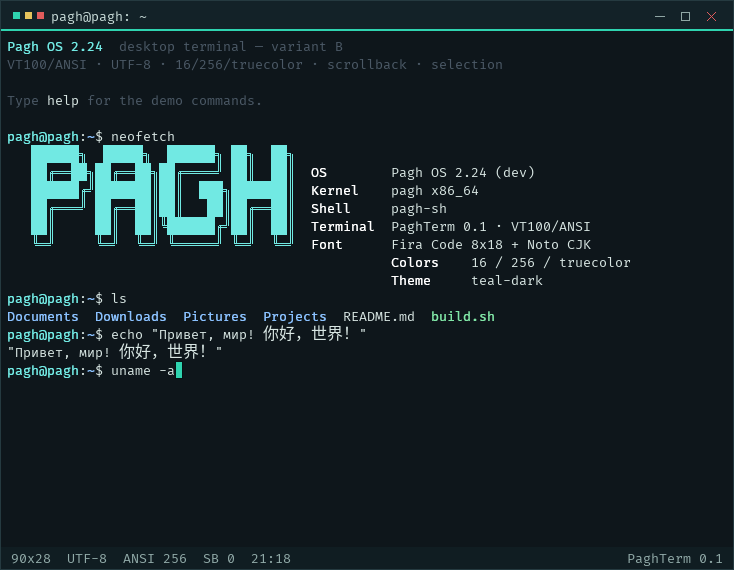 pagh@pagh: ~
Pagh OS 2.24  desktop terminal — variant B
VT100/ANSI · UTF-8 · 16/256/truecolor · scrollback · selection
Type help for the demo commands.
pagh@pagh:~$ neofetch
PAGH
OS        Pagh OS 2.24 (dev)
Kernel    pagh x86_64
Shell     pagh-sh
Terminal  PaghTerm 0.1 · VT100/ANSI
Font      Fira Code 8x18 + Noto CJK
Colors    16 / 256 / truecolor
Theme     teal-dark
pagh@pagh:~$ ls
Documents  Downloads  Pictures  Projects  README.md  build.sh
pagh@pagh:~$ echo "Привет, мир! 你好，世界！"
"Привет, мир! 你好，世界！"
pagh@pagh:~$ uname -a
90x28  UTF-8  ANSI 256  SB 0  21:18  PaghTerm 0.1